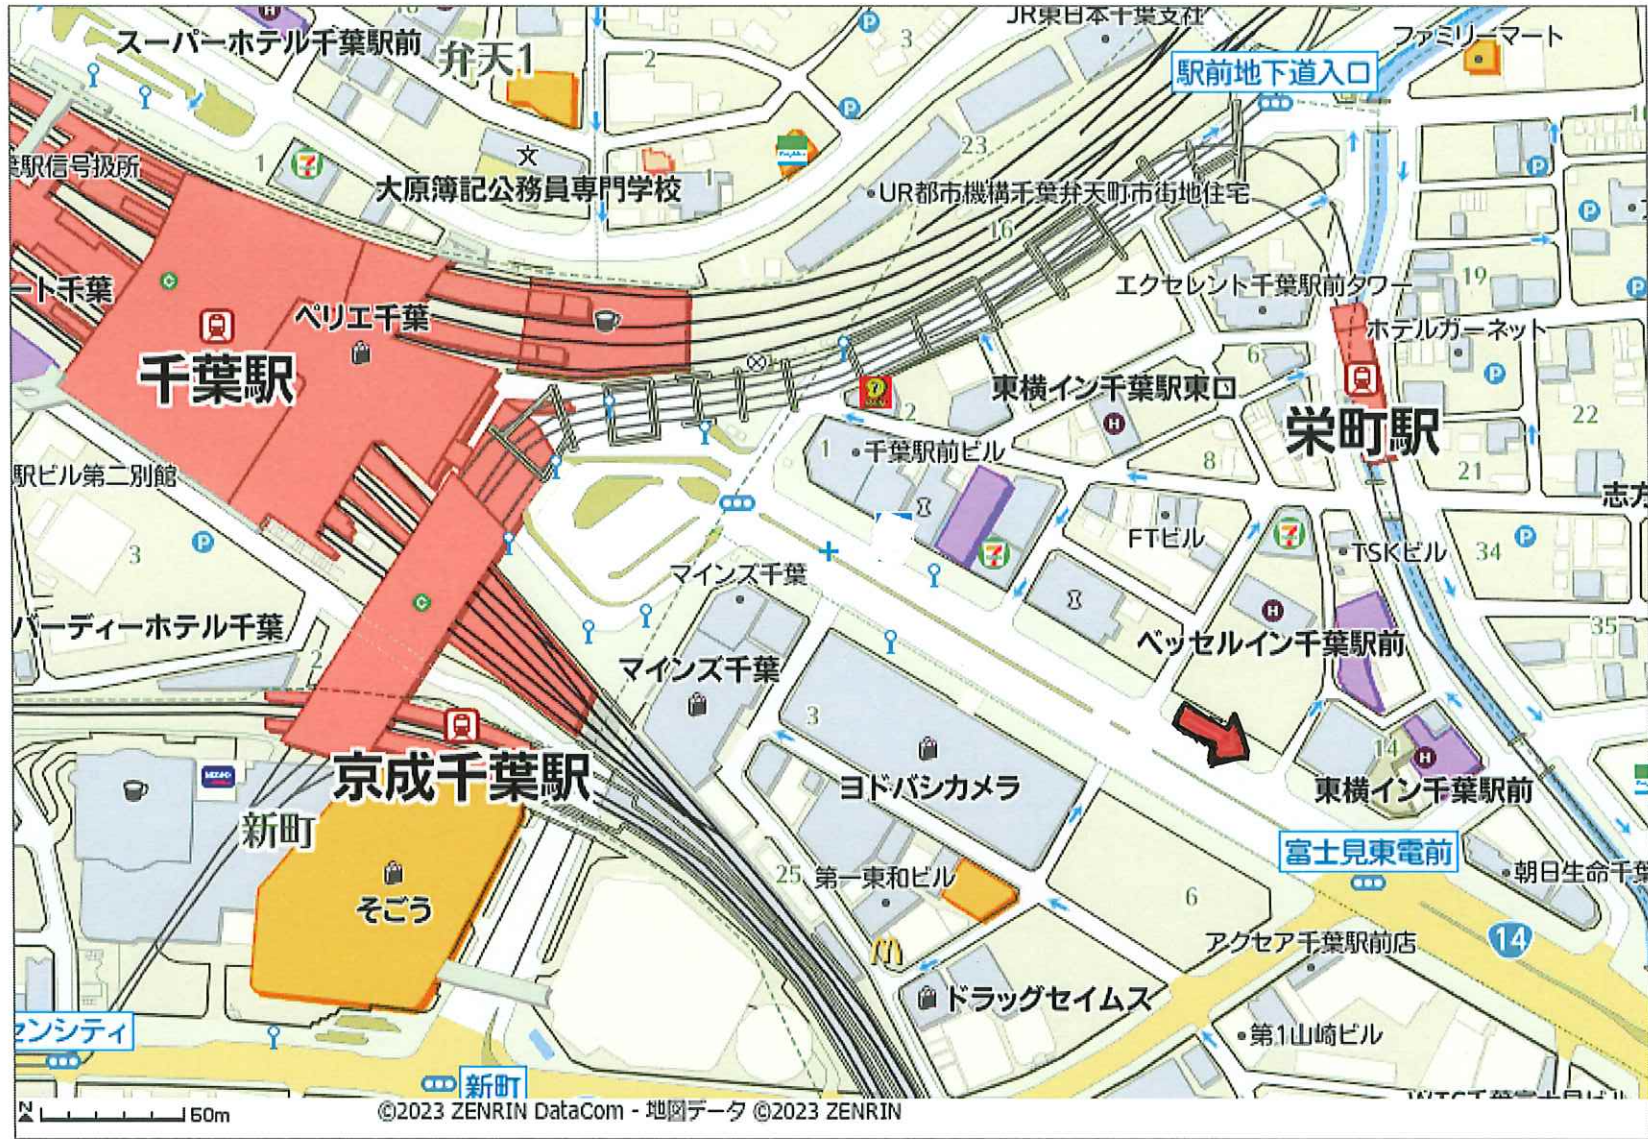 スーパーホテル千葉駅前
弁天1
2
3
JR東日本千葉支社
駅前地下道入口
ファミリーマート
P
P
駅信号扱所
1
7
文
大原簿記公務員専門学校
1
23
UR都市機構千葉弁天町市街地住宅
16
P
P
ート千葉
C
ペリエ千葉
千葉駅
エクセレント千葉駅前タワー
19
P
ホテルガーネット
6
P
栄町駅
22
2
東横イン千葉駅東口
H
1
千葉駅前ビル
8
21
志方
駅ビル第二別館
3
P
7
FTビル
7
TSKビル
34
P
マインズ千葉
C
バーディーホテル千葉
2
マインズ千葉
H
ベッセルイン千葉駅前
35
3
京成千葉駅
新町
ヨドバシカメラ
14
H
東横イン千葉駅前
そごう
富士見東電前
25
第一東和ビル
6
朝日生命千葉
アクセア千葉駅前店
14
ドラッグセイムス
第1山崎ビル
センシティ
新町
N
50m
©2023 ZENRIN DataCom - 地図データ ©2023 ZENRIN